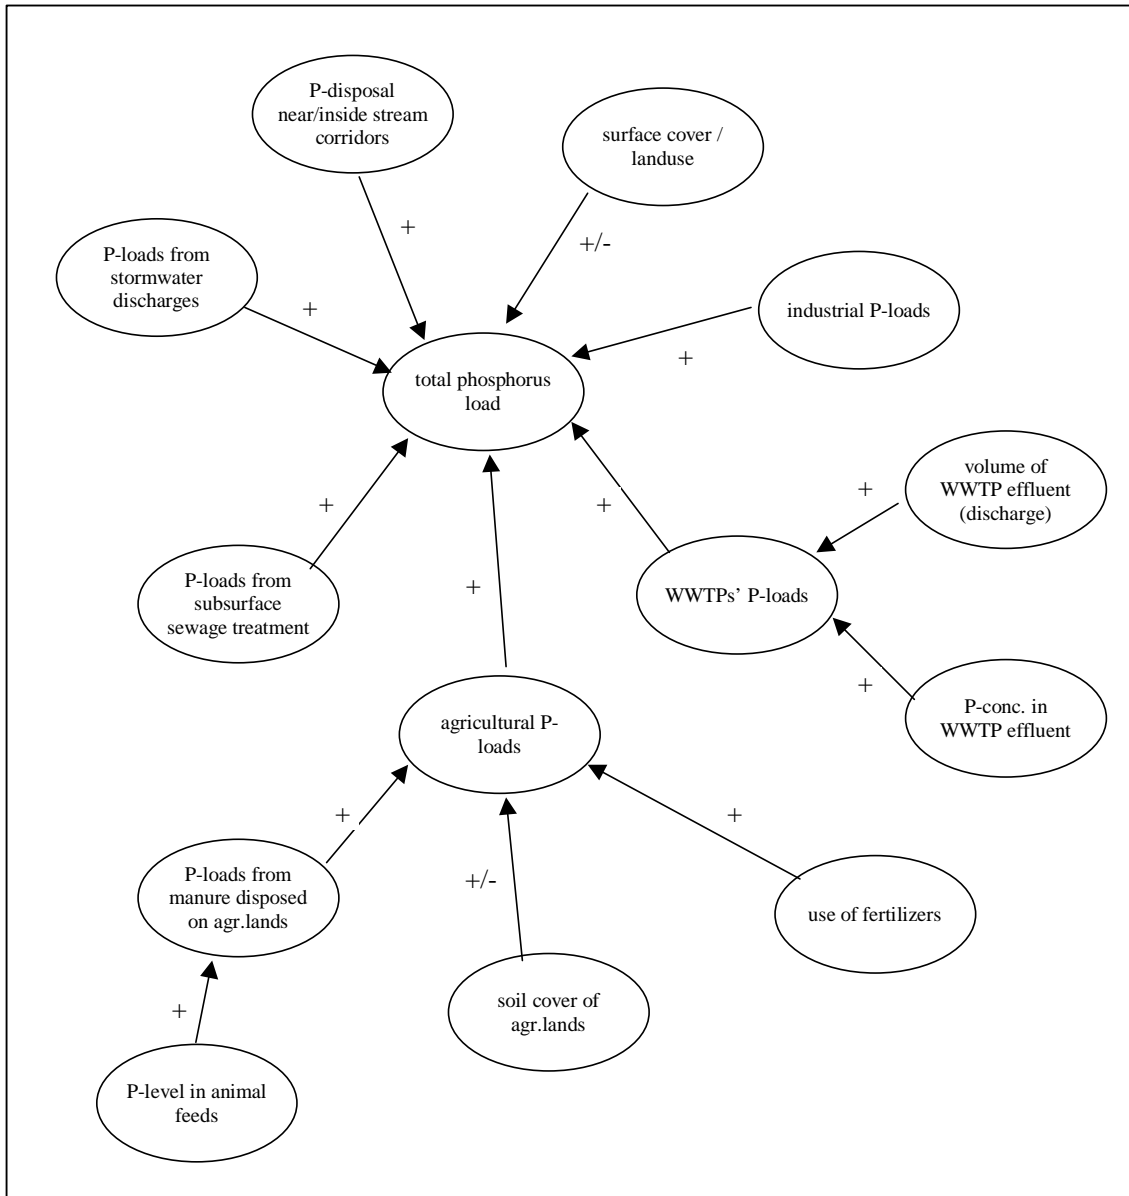 P-disposal
near/inside stream
corridors
surface cover /
landuse
+
+/-
P-loads from
stormwater
discharges
+
industrial P-loads
+
total phosphorus
load
volume of
WWTP effluent
(discharge)
+
+
+
P-loads from
subsurface
sewage treatment
+
WWTPs’ P-loads
+
P-conc. in
WWTP effluent
agricultural P-
loads
+
+
+/-
P-loads from
manure disposed
on agr.lands
use of fertilizers
+
soil cover of
agr.lands
P-level in animal
feeds